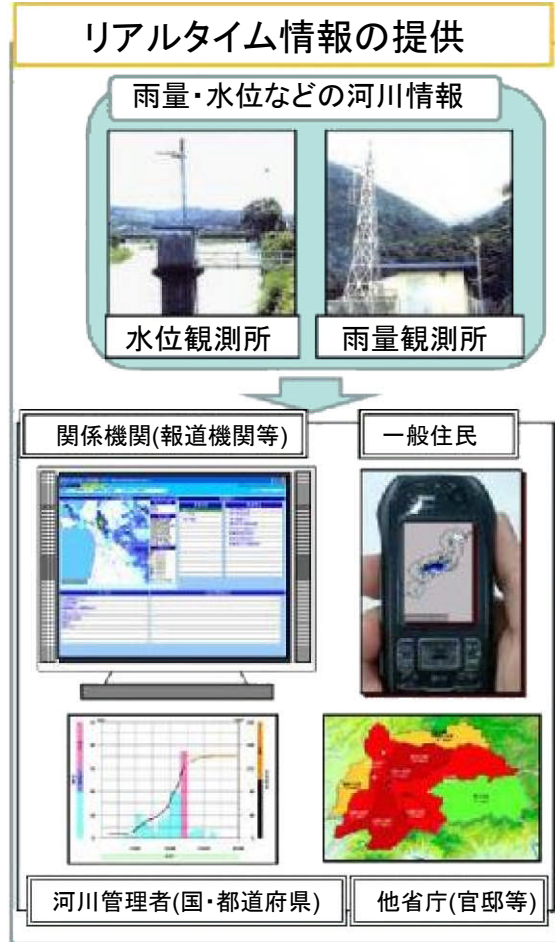 リアルタイム情報の提供
雨量・水位などの河川情報
水位観測所
雨量観測所
関係機関(報道機関等)
一般住民
河川管理者(国・都道府県)
他省庁(官邸等)